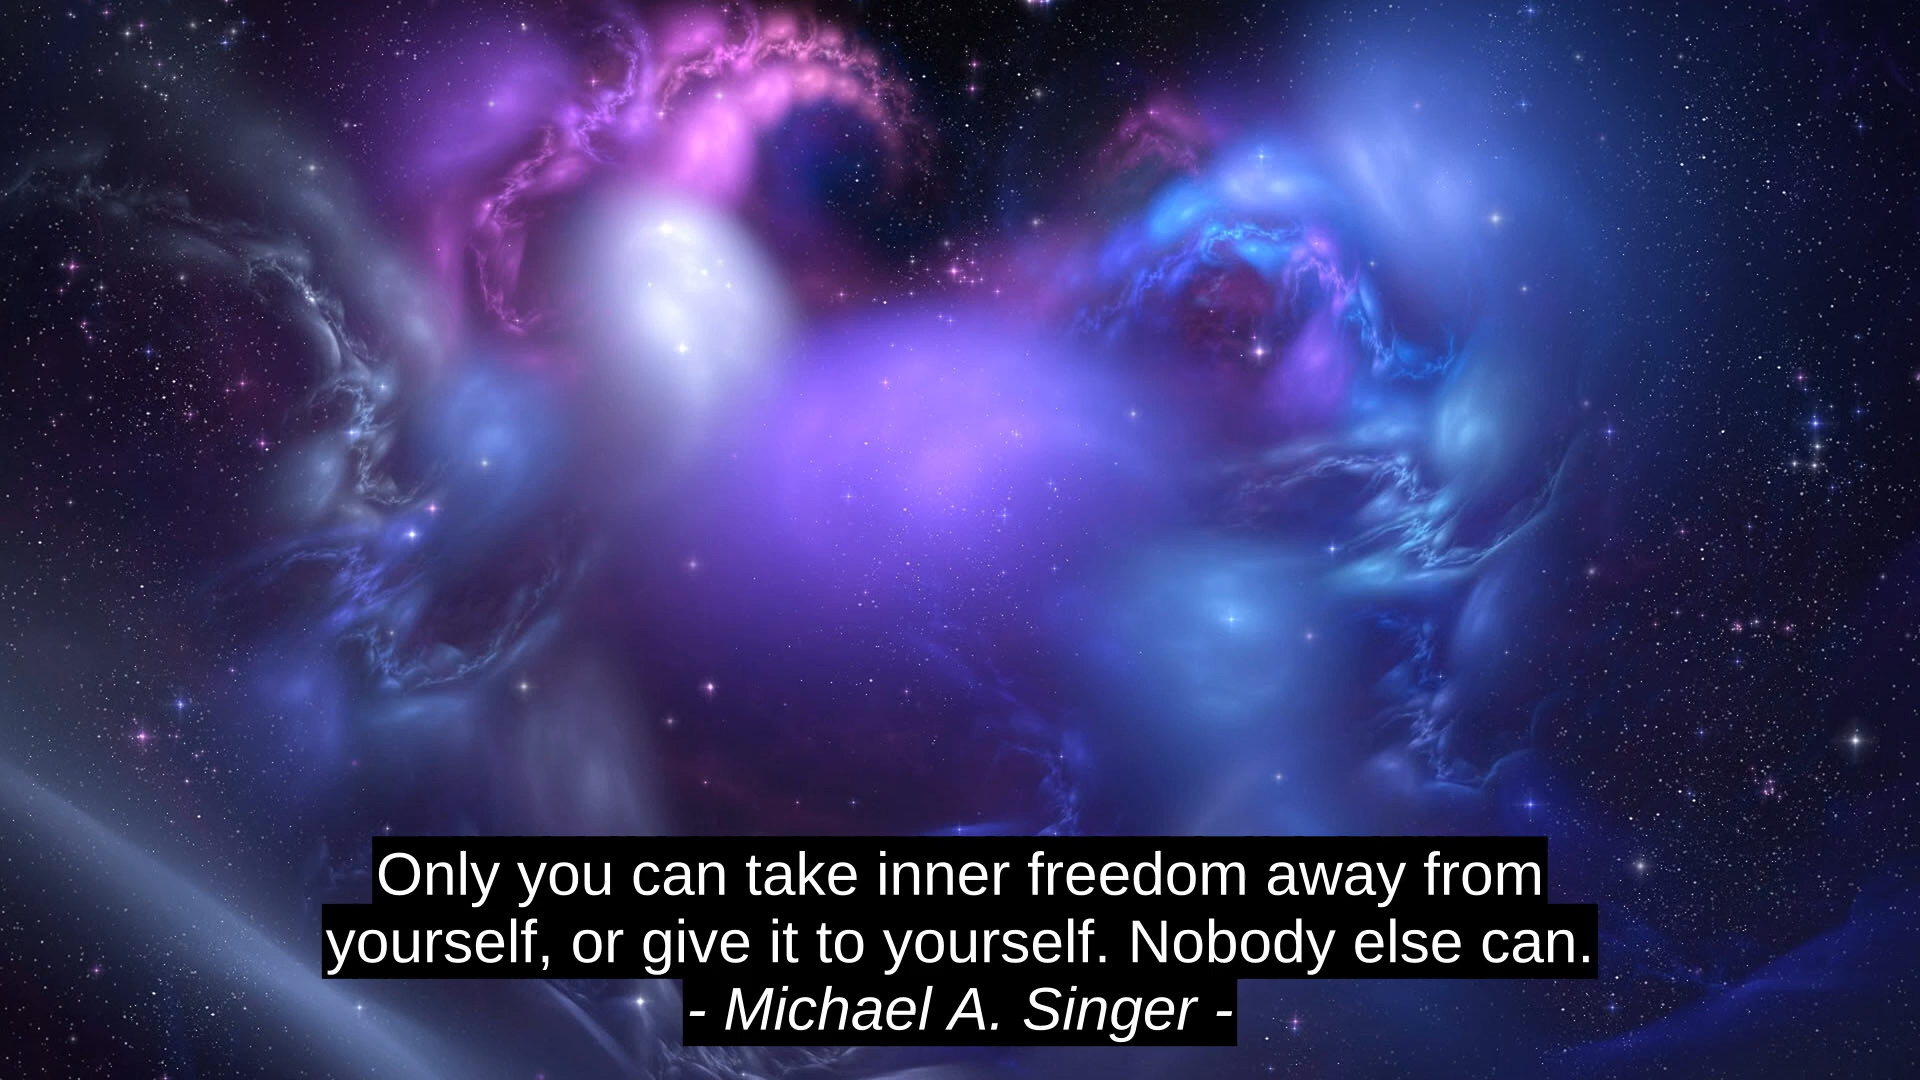 Only you can take inner freedom away from
yourself, or give it to yourself. Nobody else can.
- Michael A. Singer -